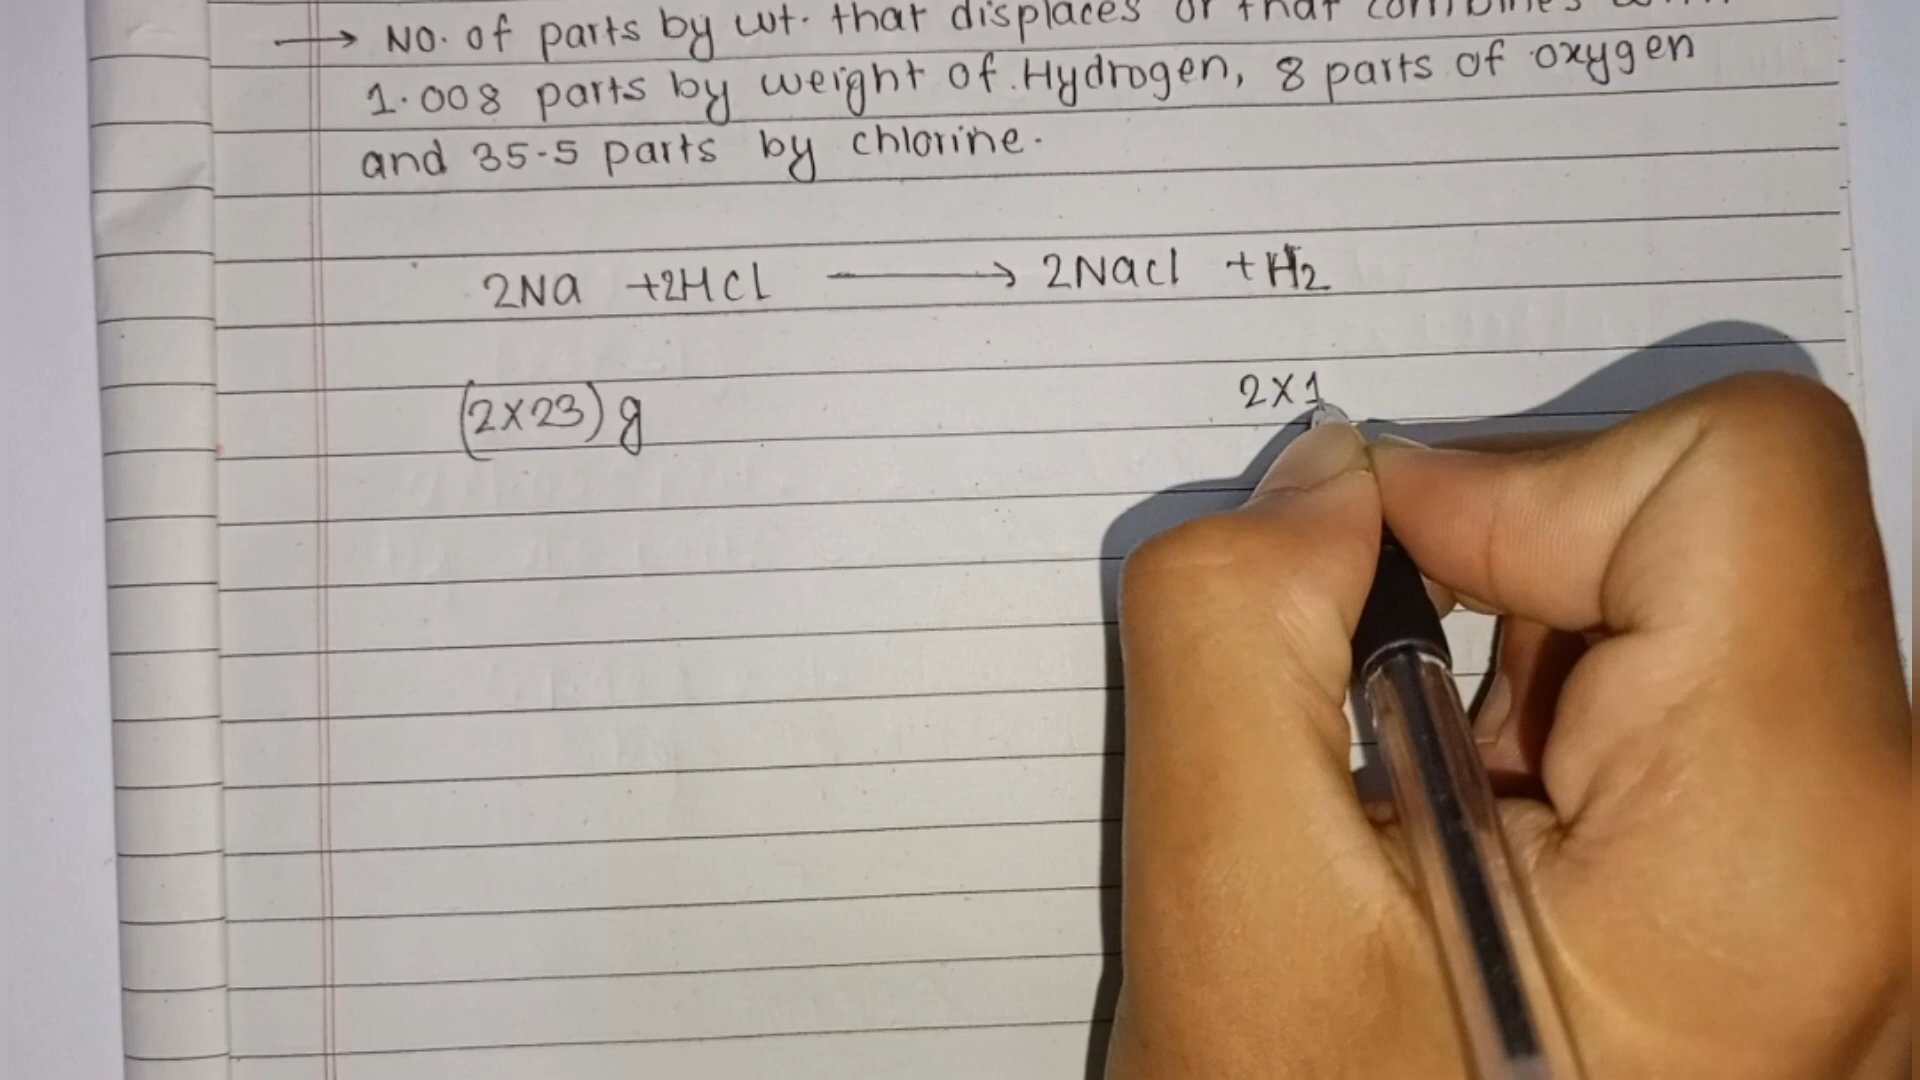 → No. of parts by wt. that displaces or that combines
1.008 parts by weight of Hydrogen, 8 parts of oxygen
and 35.5 parts by chlorine.
2Na +2HCl ⟶ 2Nacl +H2
(2×23) g 2×1